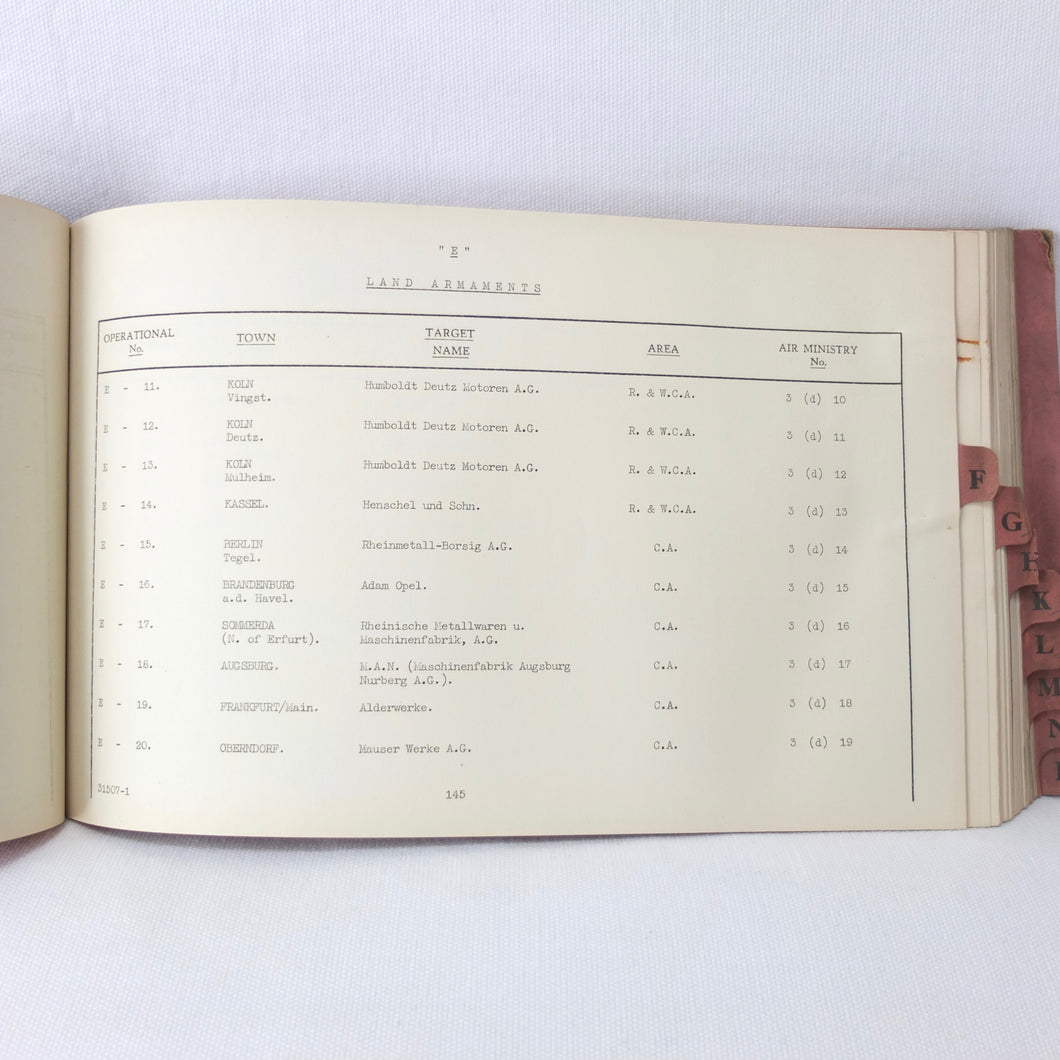 " E "
LAND ARMAMENTS
OPERATIONAL No. TOWN TARGET NAME AREA AIR MINISTRY No.
E - 11. KOLN Humboldt Deutz Motoren A.G. R. & W.C.A. 3 (d) 10
Vingst.
E - 12. KOLN Humboldt Deutz Motoren A.G. R. & W.C.A. 3 (d) 11
Deutz.
E - 13. KOLN Humboldt Deutz Motoren A.G. R. & W.C.A. 3 (d) 12
Mulheim.
E - 14. KASSEL. Henschel und Sohn. R. & W.C.A. 3 (d) 13
E - 15. BERLIN Rheinmetall-Borsig A.G. C.A. 3 (d) 14
Tegel.
E - 16. BRANDENBURG Adam Opel. C.A. 3 (d) 15
a.d. Havel.
E - 17. SOMMERDA Rheinische Metallwaren u. C.A. 3 (d) 16
(N. of Erfurt). Maschinenfabrik, A.G.
E - 18. AUGSBURG. M.A.N. (Maschinenfabrik Augsburg C.A. 3 (d) 17
Nurberg A.G.).
E - 19. FRANKFURT/Main. Alderwerke. C.A. 3 (d) 18
E - 20. OBERNDORF. Mauser Werke A.G. C.A. 3 (d) 19
31507-1 145
F
G
H
K
L
M
N